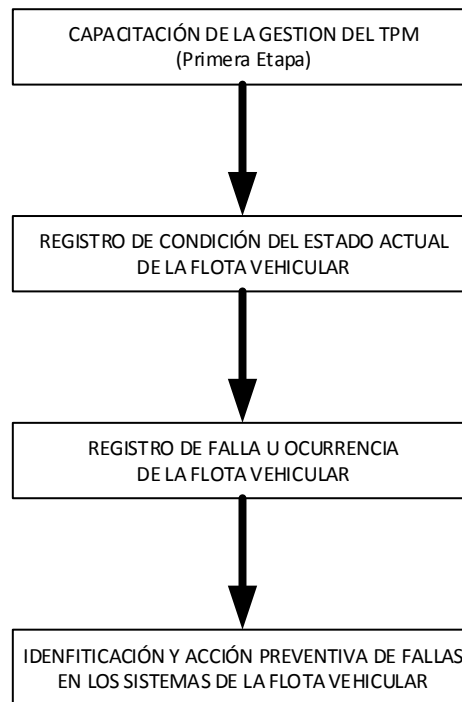 CAPACITACIÓN DE LA GESTION DEL TPM
(Primera Etapa)
REGISTRO DE CONDICIÓN DEL ESTADO ACTUAL
DE LA FLOTA VEHICULAR
REGISTRO DE FALLA U OCURRENCIA
DE LA FLOTA VEHICULAR
IDENFITICACIÓN Y ACCIÓN PREVENTIVA DE FALLAS
EN LOS SISTEMAS DE LA FLOTA VEHICULAR